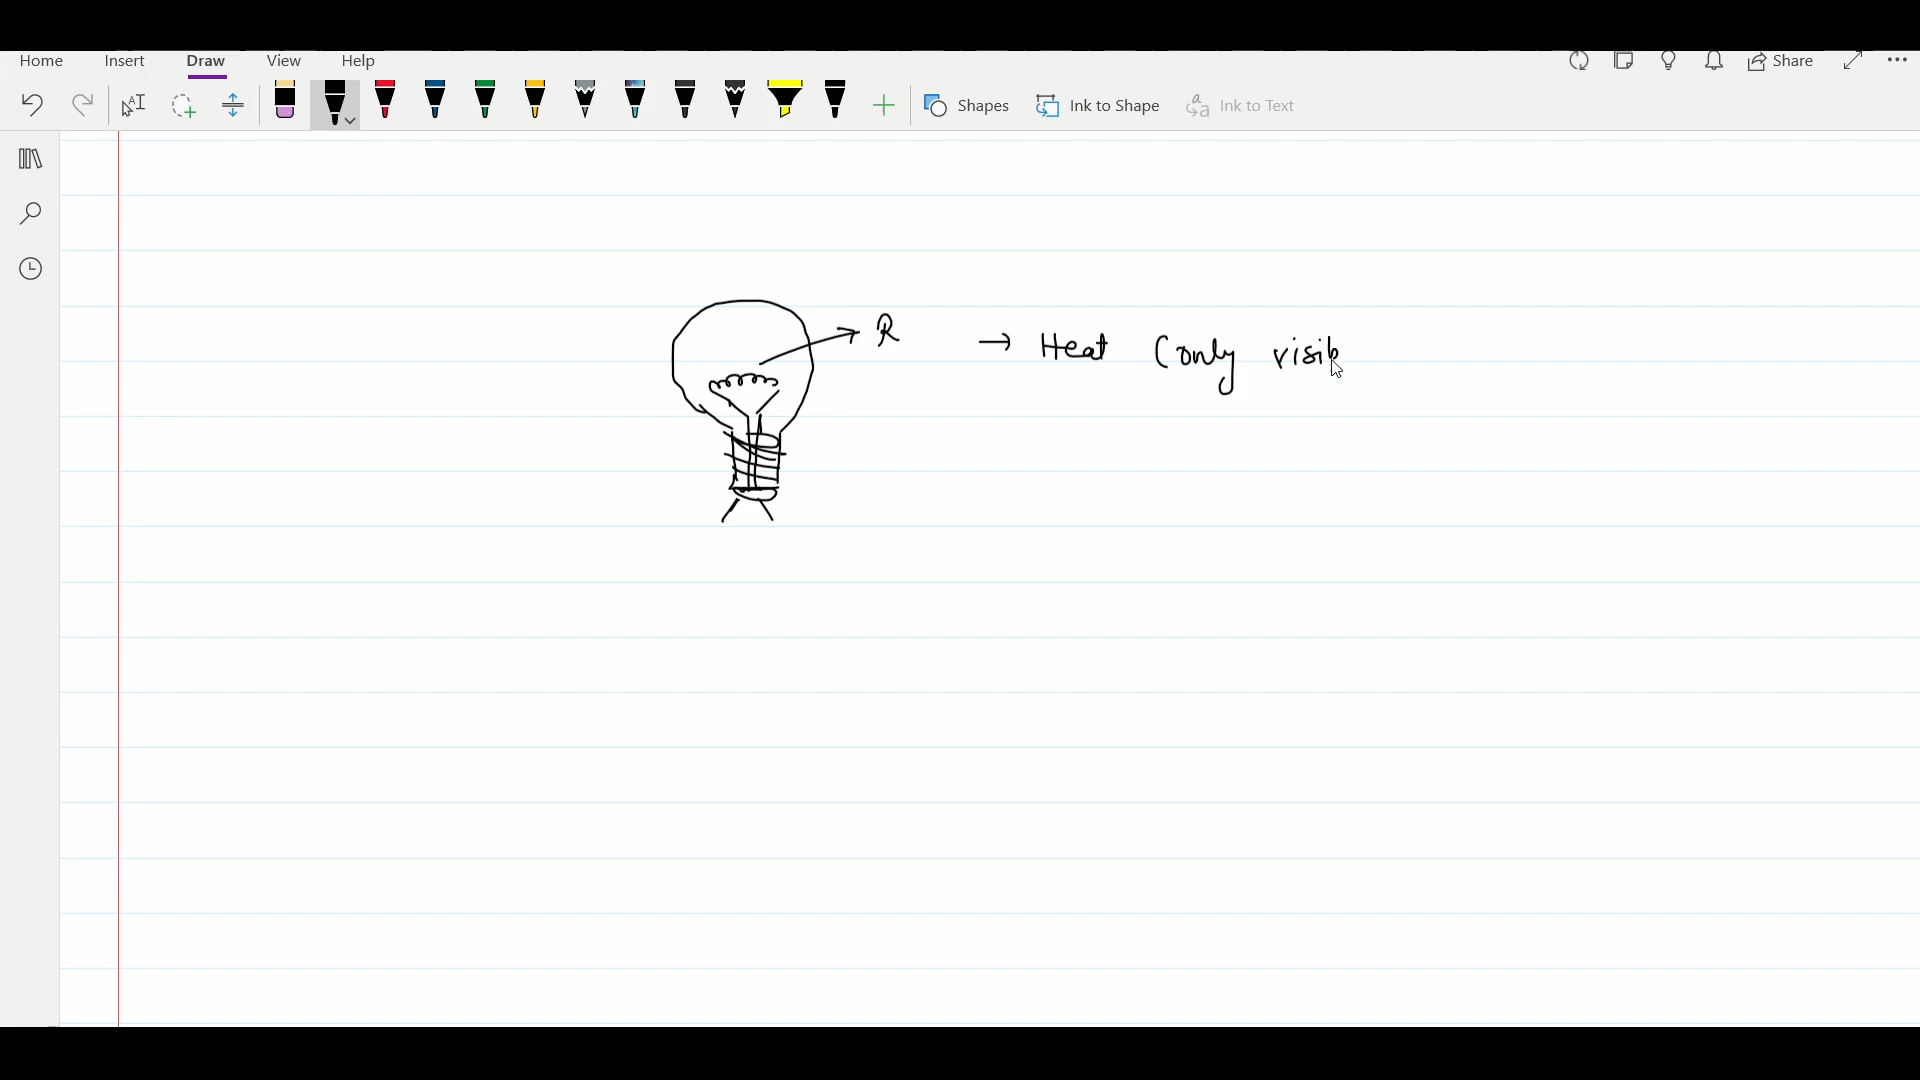 Home Insert Draw View Help Share
Shapes Ink to Shape Ink to Text
R → Heat (only visib